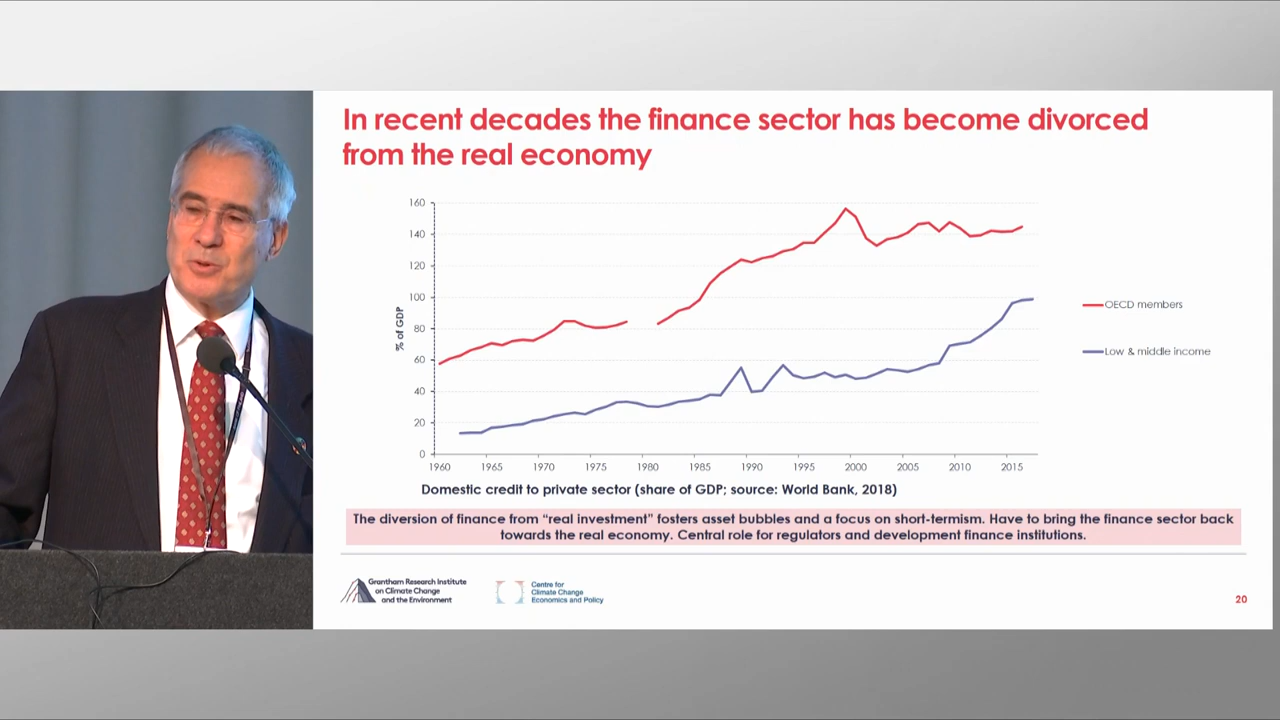 In recent decades the finance sector has become divorced
from the real economy
160
140
120
100
80
60
40
20
0
% of GDP
1960 1965 1970 1975 1980 1985 1990 1995 2000 2005 2010 2015
OECD members
Low & middle income
Domestic credit to private sector (share of GDP; source: World Bank, 2018)
The diversion of finance from “real investment” fosters asset bubbles and a focus on short-termism. Have to bring the finance sector back
towards the real economy. Central role for regulators and development finance institutions.
Grantham Research Institute
on Climate Change
and the Environment
Centre for
Climate Change
Economics and Policy
20